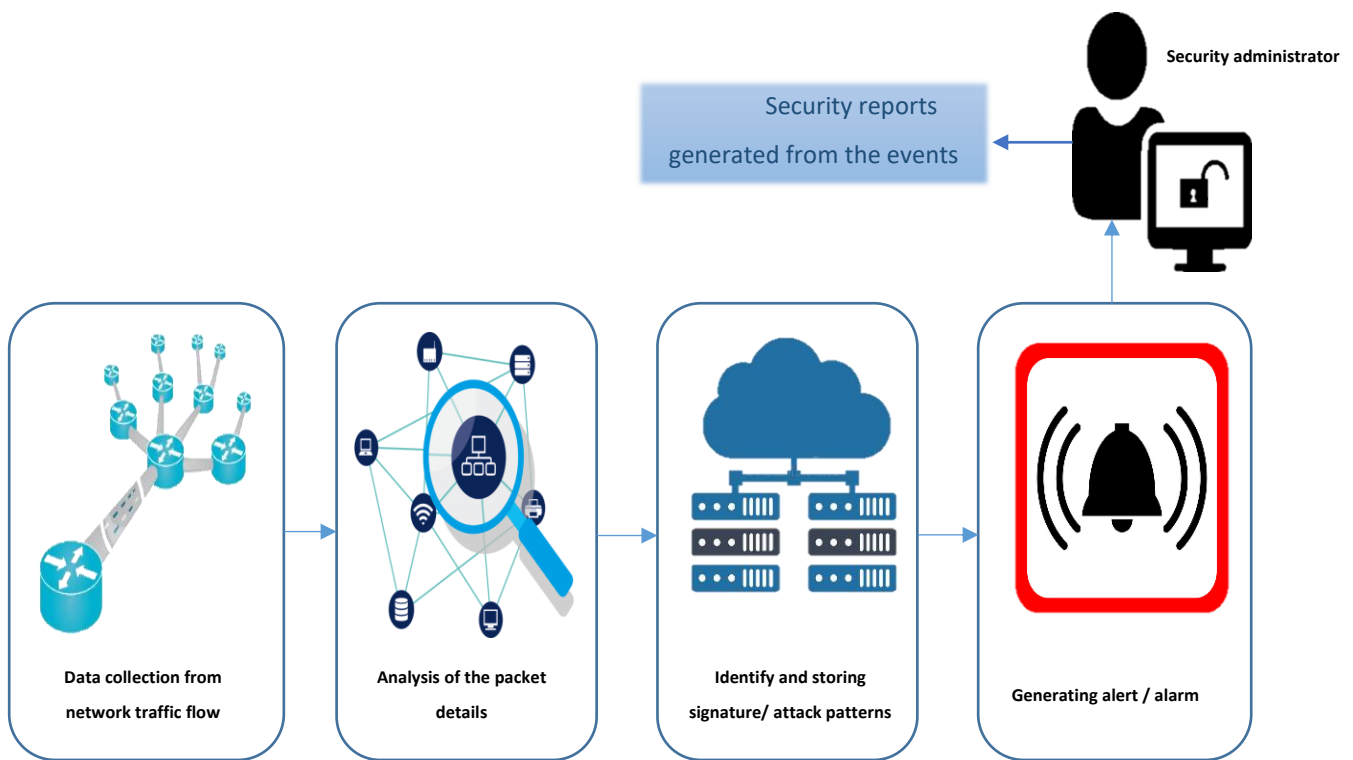 Security administrator
Security reports
generated from the events
Data collection from
network traffic flow
Analysis of the packet
details
Identify and storing
signature/ attack patterns
Generating alert / alarm